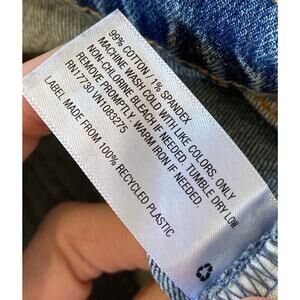 99% COTTON / 1% SPANDEX
MACHINE WASH COLD WITH LIKE COLORS. ONLY
NON-CHLORINE BLEACH IF NEEDED. TUMBLE DRY LOW.
REMOVE PROMPTLY. WARM IRON IF NEEDED.
RN17730 VN1083275
LABEL MADE FROM 100% RECYCLED PLASTIC